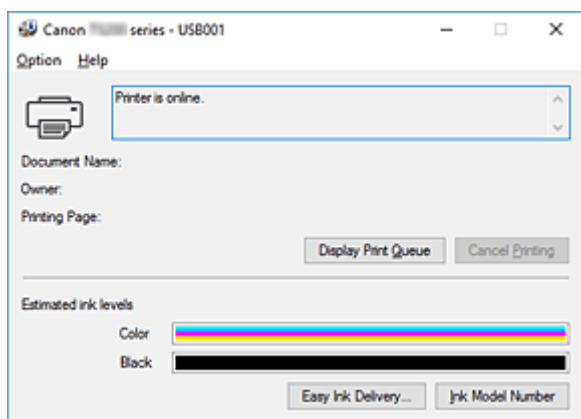 Canon series - USB001
Option Help
Printer is online.
Document Name:
Owner:
Printing Page:
Display Print Queue Cancel Printing
Estimated ink levels
Color
Black
Easy Ink Delivery... Ink Model Number